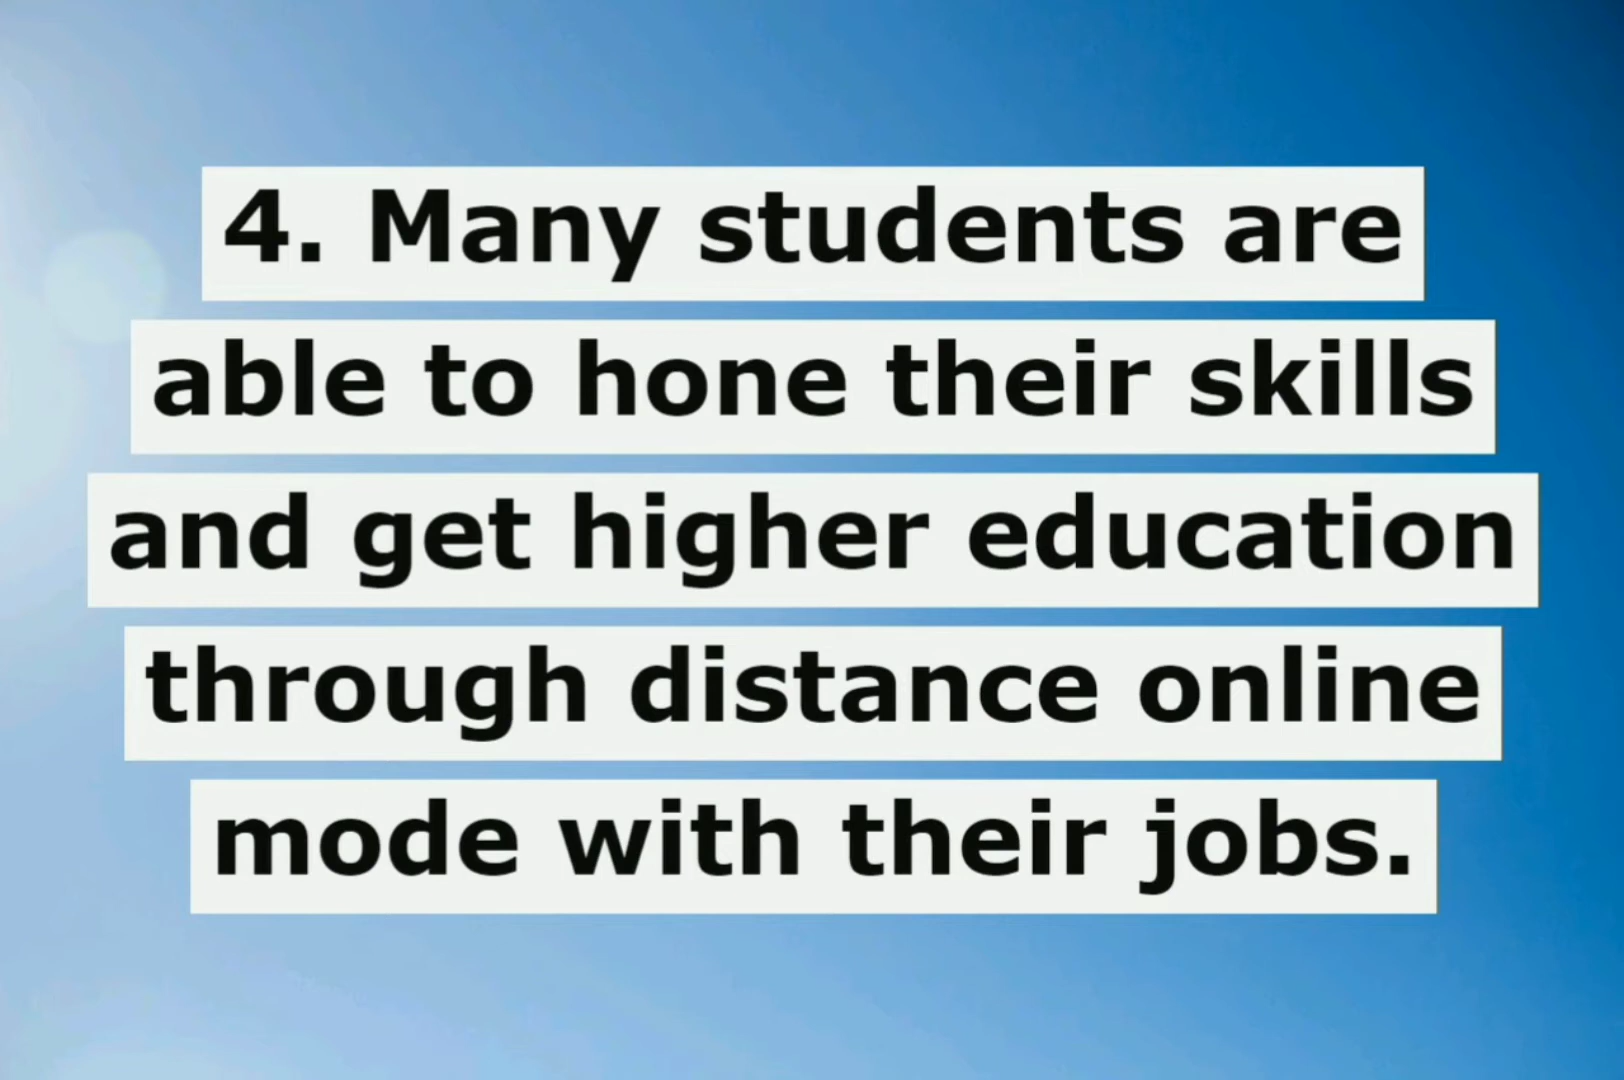 4. Many students are
able to hone their skills
and get higher education
through distance online
mode with their jobs.